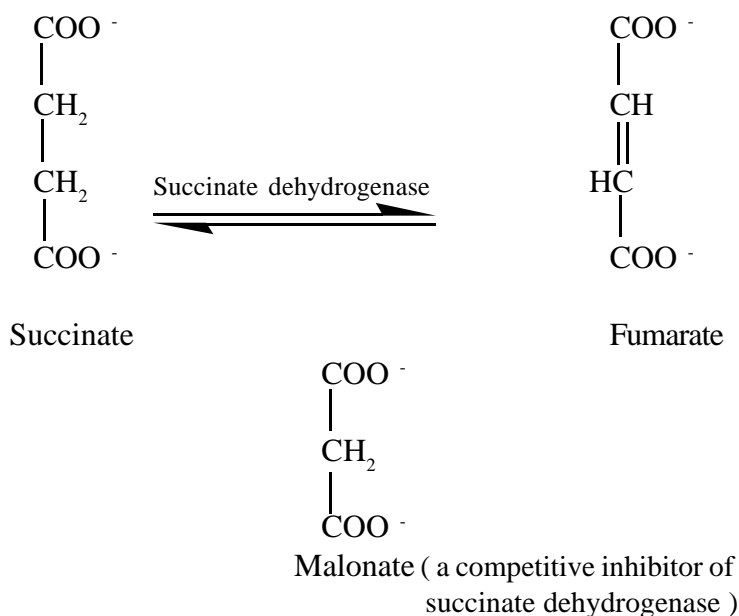 COO - COO -
CH2 CH
CH2 HC
Succinate dehydrogenase
COO - COO -
Succinate Fumarate
COO -
CH2
COO -
Malonate ( a competitive inhibitor of
succinate dehydrogenase )